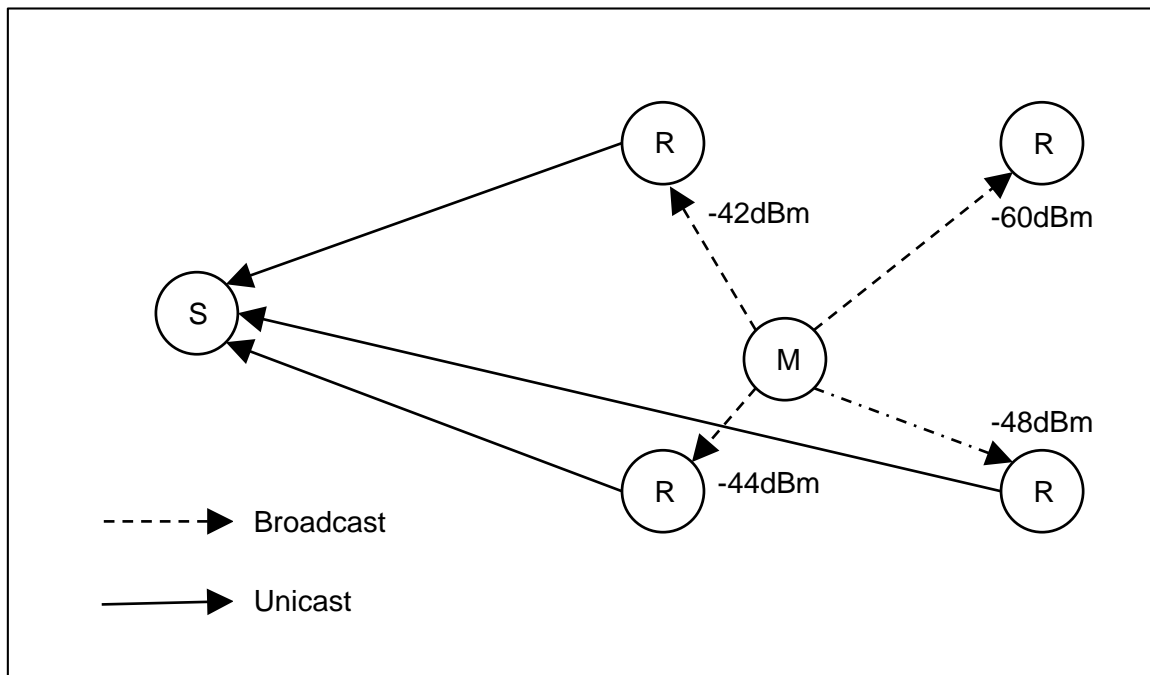 R
R
-42dBm
-60dBm
S
M
-48dBm
-44dBm
R
R
Broadcast
Unicast